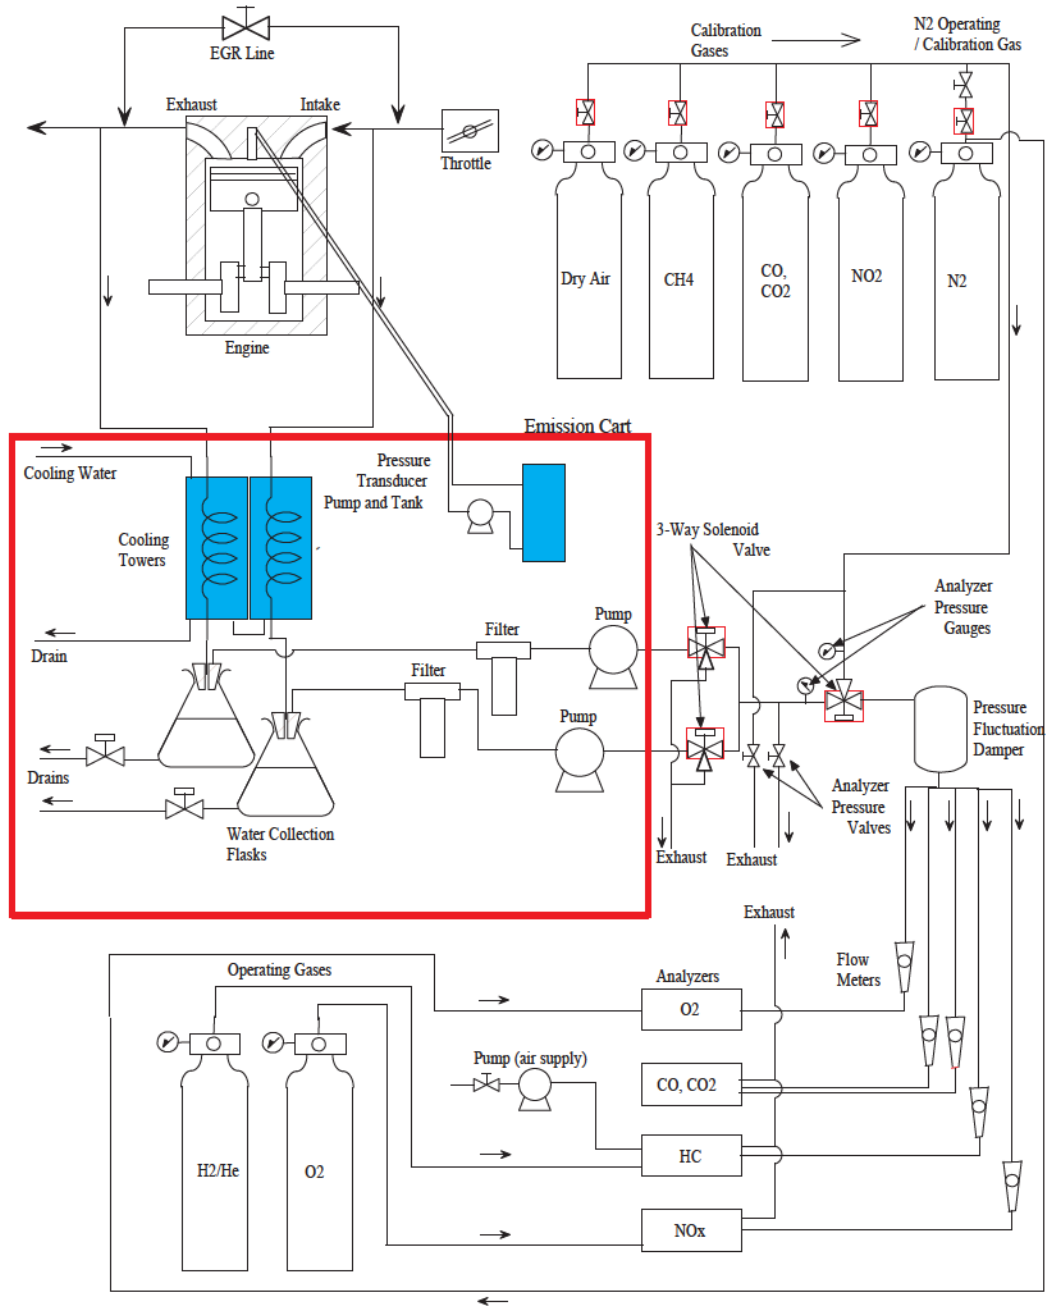 EGR Line
Exhaust
Intake
Throttle
Engine
Calibration
Gases
N2 Operating
/ Calibration Gas
Dry Air
CH4
CO,
CO2
NO2
N2
Emission Cart
Cooling Water
Pressure
Transducer
Pump and Tank
Cooling
Towers
3-Way Solenoid
Valve
Analyzer
Pressure
Gauges
Drain
Filter
Pump
Filter
Pump
Pressure
Fluctuation
Damper
Drains
Water Collection
Flasks
Analyzer
Pressure
Valves
Exhaust
Exhaust
Exhaust
Operating Gases
Analyzers
Flow
Meters
O2
Pump (air supply)
CO, CO2
H2/He
O2
HC
NOx